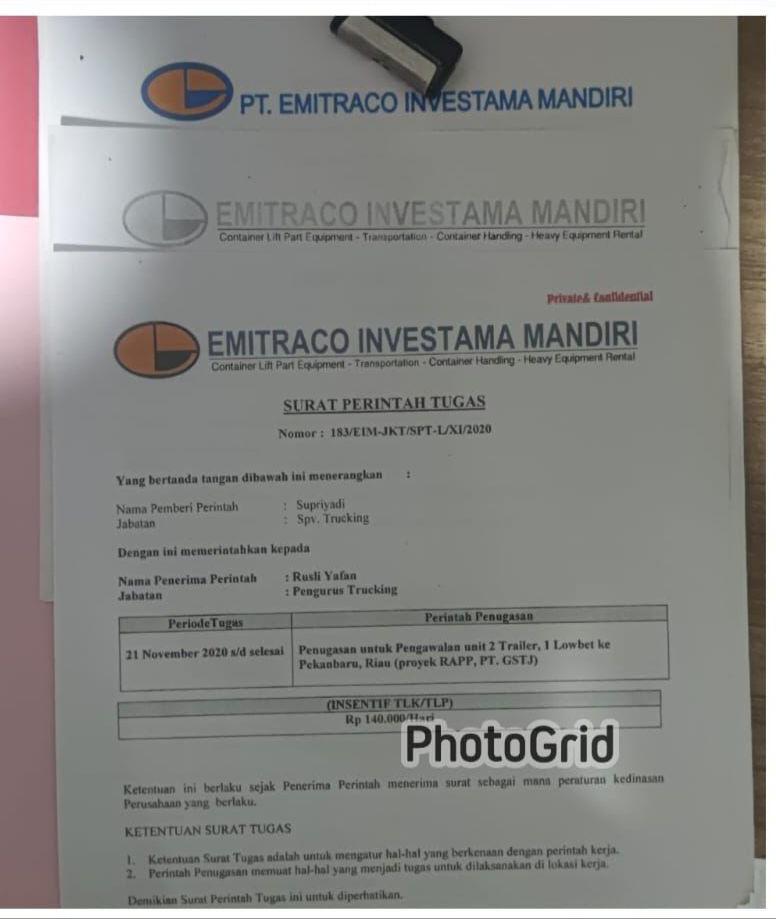 PT. EMITRACO INVESTAMA MANDIRI
EMITRACO INVESTAMA MANDIRI
Container Lift Part Equipment - Transportation - Container Handling - Heavy Equipment Rental
Private& Confidential
EMITRACO INVESTAMA MANDIRI
Container Lift Part Equipment - Transportation - Container Handling - Heavy Equipment Rental
SURAT PERINTAH TUGAS
Nomor : 183/EIM-JKT/SPT-L/XI/2020
Yang bertanda tangan dibawah ini menerangkan :
Nama Pemberi Perintah : Supriyadi
Jabatan : Spv. Trucking
Dengan ini memerintahkan kepada
Nama Penerima Perintah : Rusli Yafan
Jabatan : Pengurus Trucking
PeriodeTugas Perintah Penugasan
21 November 2020 s/d selesai Penugasan untuk Pengawalan unit 2 Trailer, 1 Lowbet ke
Pekanbaru, Riau (proyek RAPP, PT. GSTJ)
(INSENTIF TLK/TLP)
Rp 140.000/Hari
PhotoGrid
Ketentuan ini berlaku sejak Penerima Perintah menerima surat sebagai mana peraturan kedinasan
Perusahaan yang berlaku.
KETENTUAN SURAT TUGAS
1. Ketentuan Surat Tugas adalah untuk mengatur hal-hal yang berkenaan dengan perintah kerja.
2. Perintah Penugasan memuat hal-hal yang menjadi tugas untuk dilaksanakan di lokasi kerja.
Demikian Surat Perintah Tugas ini untuk diperhatikan.